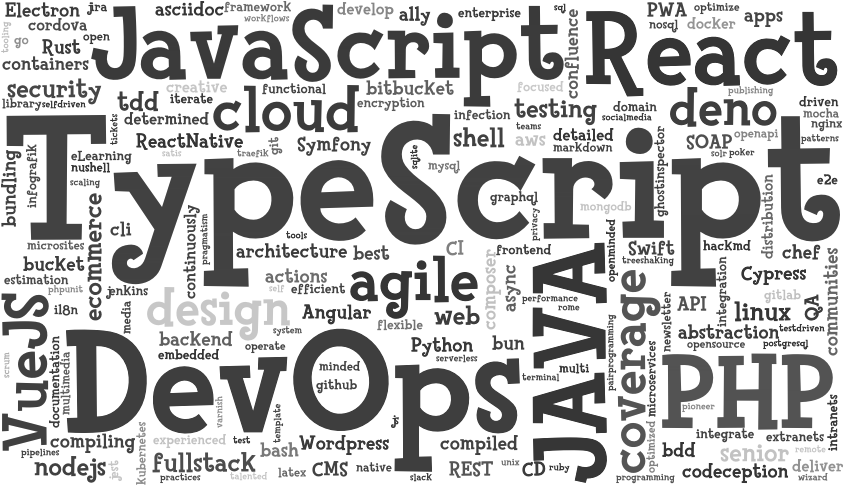 Electron
jra
asciidoc
framework
workflows
develop
ally
enterprise
sql
PWA
optimize
nosql
docker
apps
tooling
go
cordova
Rust
open
containers
JavaScript
confluence
React
security
library
selfdriven
tdd
creative
iterate
functional
bitbucket
encryption
focused
publishing
determined
cloud
infection
testing
teams
domain
socialmedia
deno
driven
mocha
nginx
patterns
tickets
ReactNative
satis
traefik
git
Symfony
sqlite
mysql
shell
aws
detailed
markdown
ghostinspector
SOAP
openapi
solr
poker
bundling
infografik
eLearning
nushell
scaling
TypeScript
graphql
privacy
mongodb
distribution
e2e
ecommerce
cli
continuously
pragmatism
tools
architecture
best
CI
frontend
openminded
Swift
treeshaking
hackmd
chef
communities
microsites
bucket
estimation
phpunit
jenkins
actions
self
efficient
agile
composer
async
performance
rome
JAVA
coverage
integration
Cypress
gitlab
i18n
media
design
Angular
flexible
web
newsletter
API
linux
QA
testdriven
VueJS
scrum
documentation
multimedia
backend
system
operate
embedded
Python
serverless
bun
abstraction
opensource
postgresql
DevOps
minded
github
terminal
multi
pairprogramming
microservices
optimized
PHP
pioneer
intranets
varnish
template
jr
pipelines
compiling
kubernetes
experienced
test
bash
Wordpress
compiled
integrate
extranets
nodejs
jest
fullstack
practices
talented
latex
CMS
native
slack
REST
unix
CD
ruby
programming
bdd
senior
remote
codeception
deliver
wizard